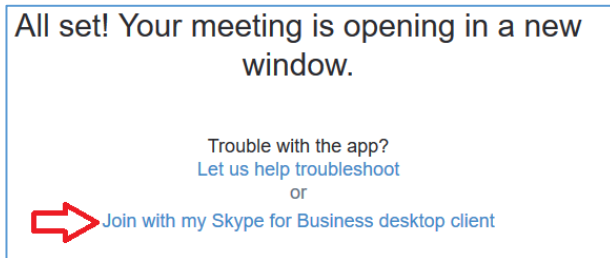 All set! Your meeting is opening in a new
window.
Trouble with the app?
Let us help troubleshoot
or
Join with my Skype for Business desktop client